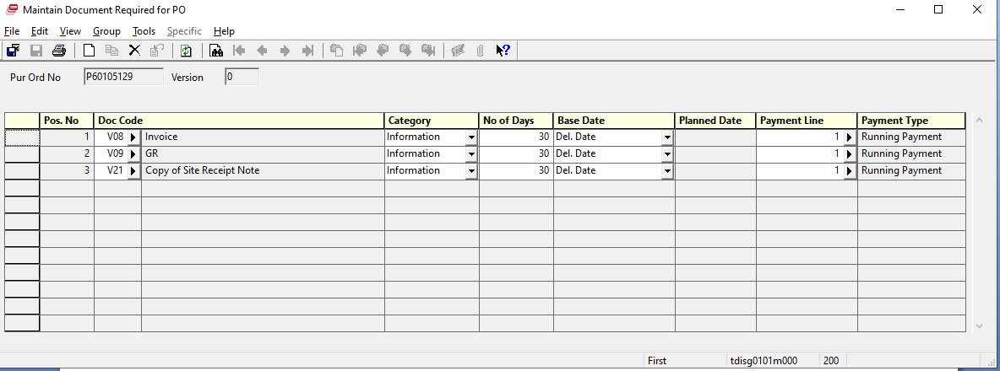 Maintain Document Required for PO
File Edit View Group Tools Specific Help
Pur Ord No P60105129 Version 0
Pos. No Doc Code Category No of Days Base Date Planned Date Payment Line Payment Type
1 V08 Invoice Information 30 Del. Date 1 Running Payment
2 V09 GR Information 30 Del. Date 1 Running Payment
3 V21 Copy of Site Receipt Note Information 30 Del. Date 1 Running Payment
First tdisg0101m000 200